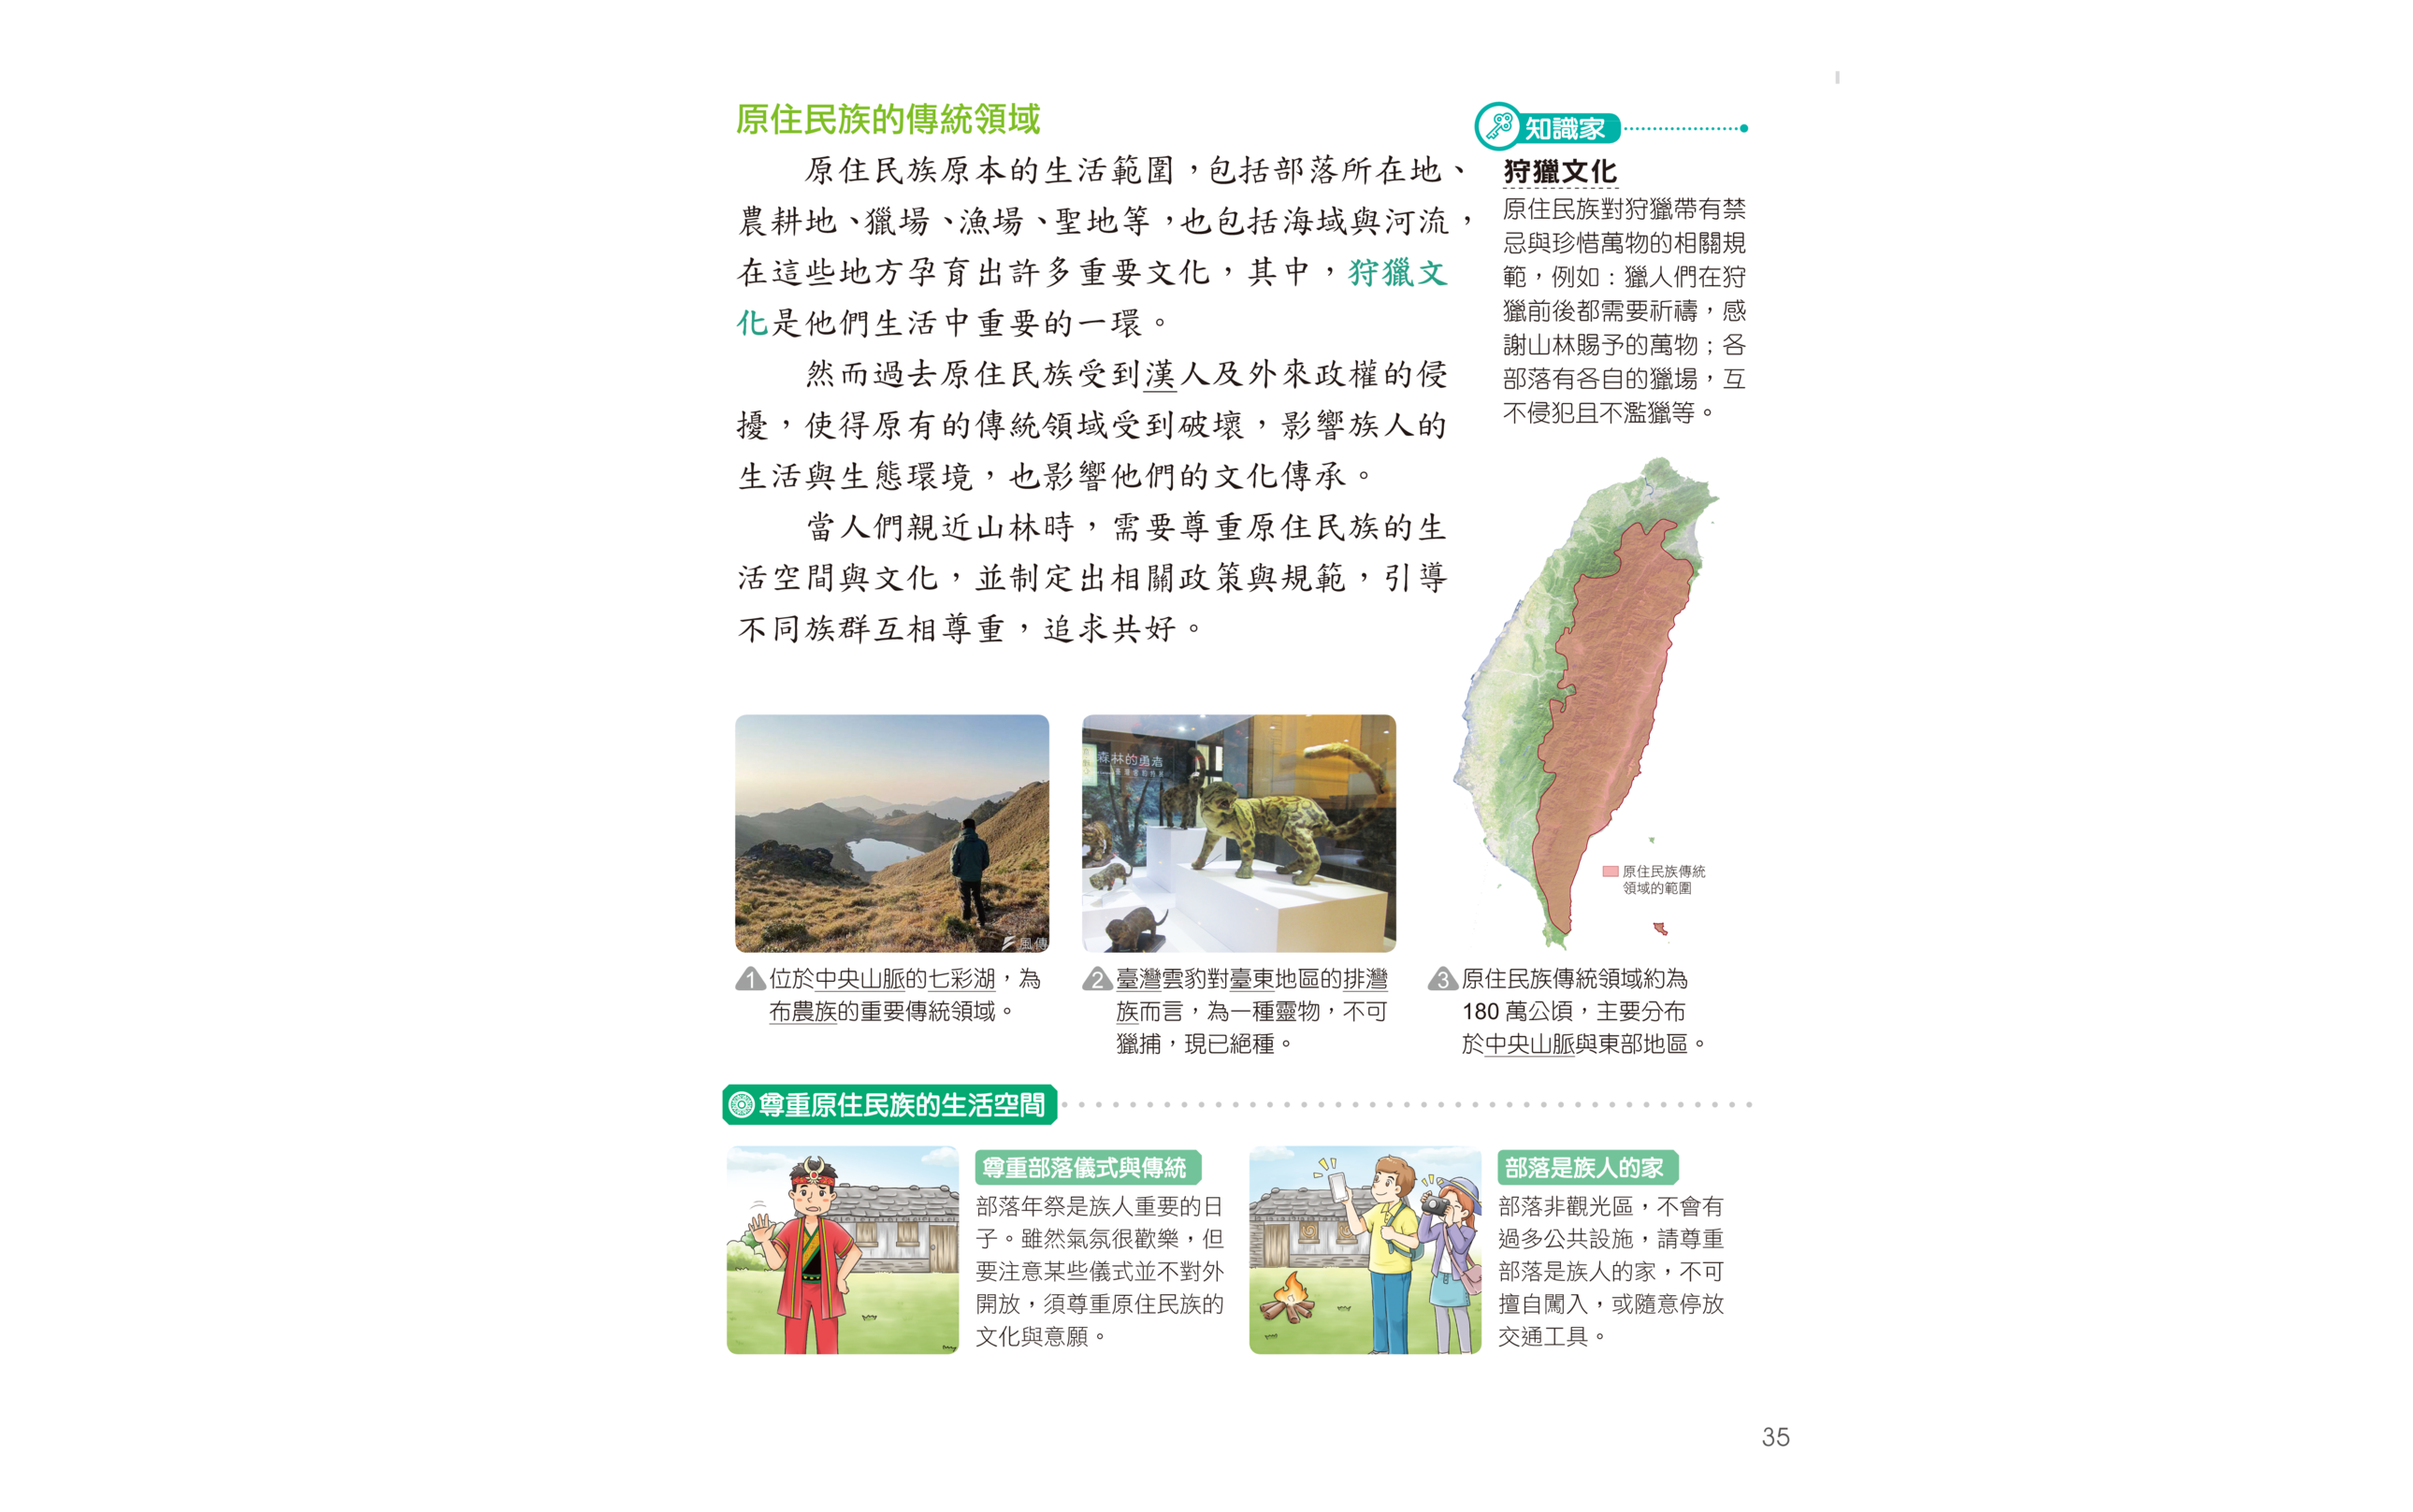 原住民族的傳統領域
原住民族原本的生活範圍，包括部落所在地、
農耕地、獵場、漁場、聖地等，也包括海域與河流，
在這些地方孕育出許多重要文化，其中，狩獵文
化是他們生活中重要的一環。
然而過去原住民族受到漢人及外來政權的侵
擾，使得原有的傳統領域受到破壞，影響族人的
生活與生態環境，也影響他們的文化傳承。
當人們親近山林時，需要尊重原住民族的生
活空間與文化，並制定出相關政策與規範，引導
不同族群互相尊重，追求共好。
知識家
狩獵文化
原住民族對狩獵帶有禁
忌與珍惜萬物的相關規
範，例如：獵人們在狩
獵前後都需要祈禱，感
謝山林賜予的萬物；各
部落有各自的獵場，互
不侵犯且不濫獵等。
原住民族傳統
領域的範圍
風傳
1 位於中央山脈的七彩湖，為
布農族的重要傳統領域。
森林的勇者
2 臺灣雲豹對臺東地區的排灣
族而言，為一種靈物，不可
獵捕，現已絕種。
3 原住民族傳統領域約為
180 萬公頃，主要分布
於中央山脈與東部地區。
尊重原住民族的生活空間
尊重部落儀式與傳統
部落年祭是族人重要的日
子。雖然氣氛很歡樂，但
要注意某些儀式並不對外
開放，須尊重原住民族的
文化與意願。
部落是族人的家
部落非觀光區，不會有
過多公共設施，請尊重
部落是族人的家，不可
擅自闖入，或隨意停放
交通工具。
35